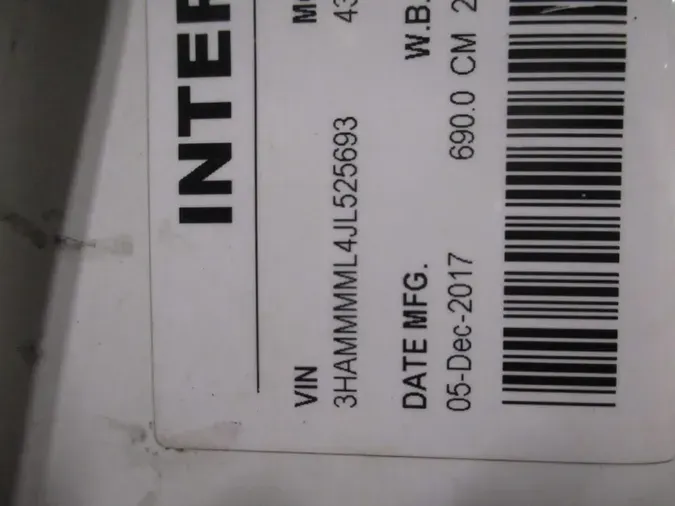 INTER
VIN
3HAMMMML4JL525693
DATE MFG.
05-Dec-2017
W.B.
690.0 CM